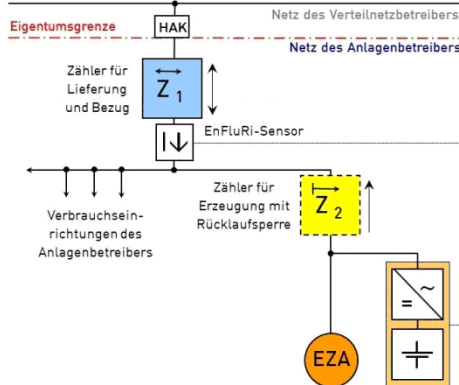 Netz des Verteilnetzbetreibers
Eigentumsgrenze
HAK
Netz des Anlagenbetreibers
Zähler für
Lieferung
und Bezug
Z 1
EnFluRi-Sensor
Zähler für
Erzeugung mit
Rücklaufsperre
Z 2
Verbrauchsein-
richtungen des
Anlagenbetreibers
= ~
EZA